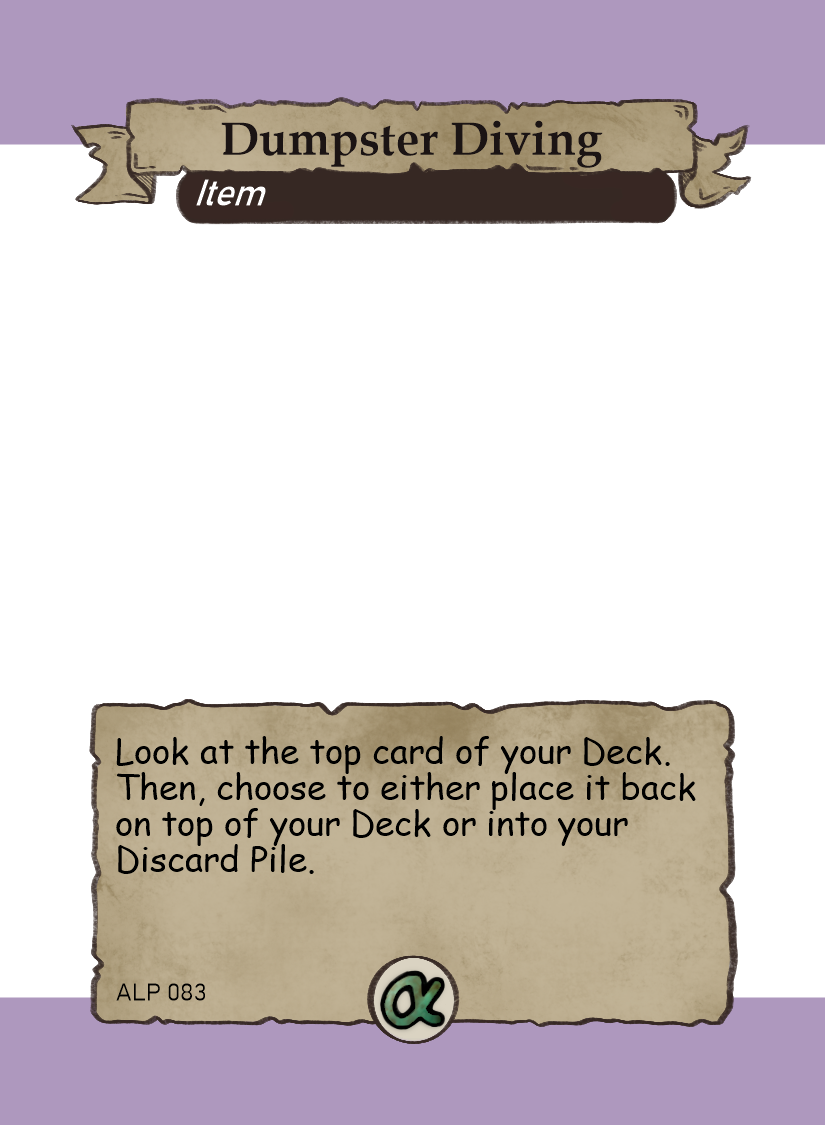 Dumpster Diving
Item
Look at the top card of your Deck.
Then, choose to either place it back
on top of your Deck or into your
Discard Pile.
ALP 083
α